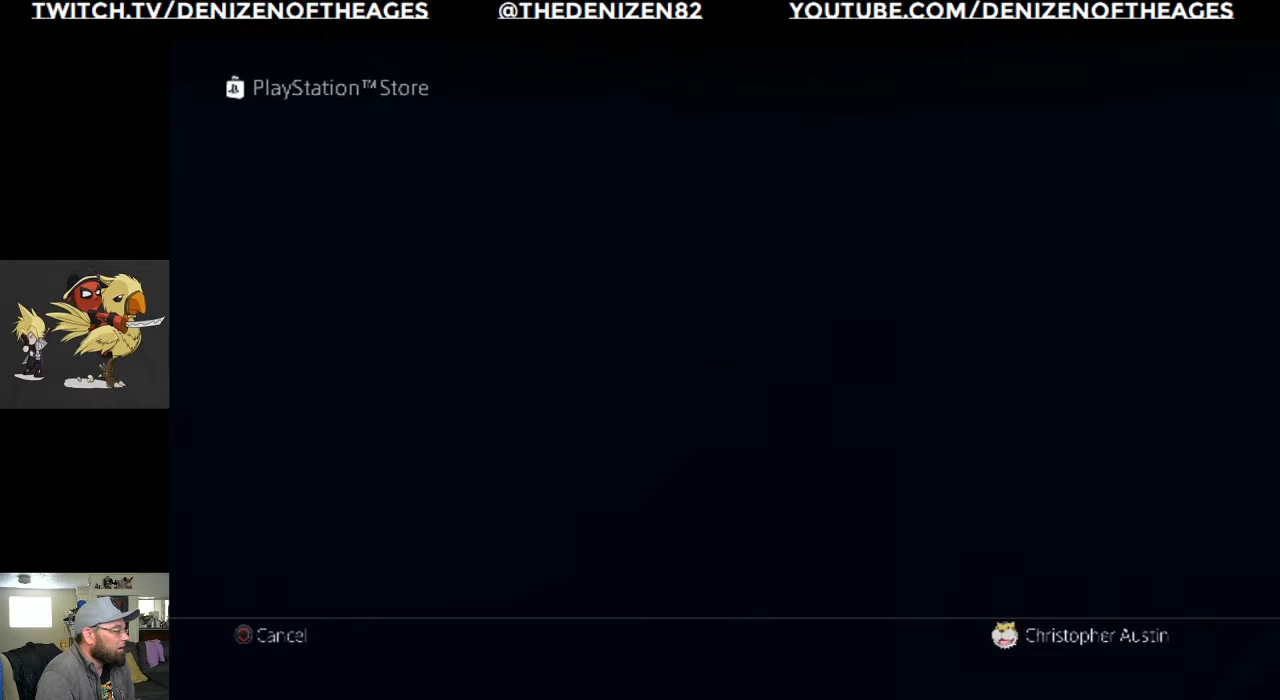 TWITCH.TV/DENIZENOFTHEAGES @THEDENIZEN82 YOUTUBE.COM/DENIZENOFTHEAGES
PlayStation™Store
Cancel Christopher Austin